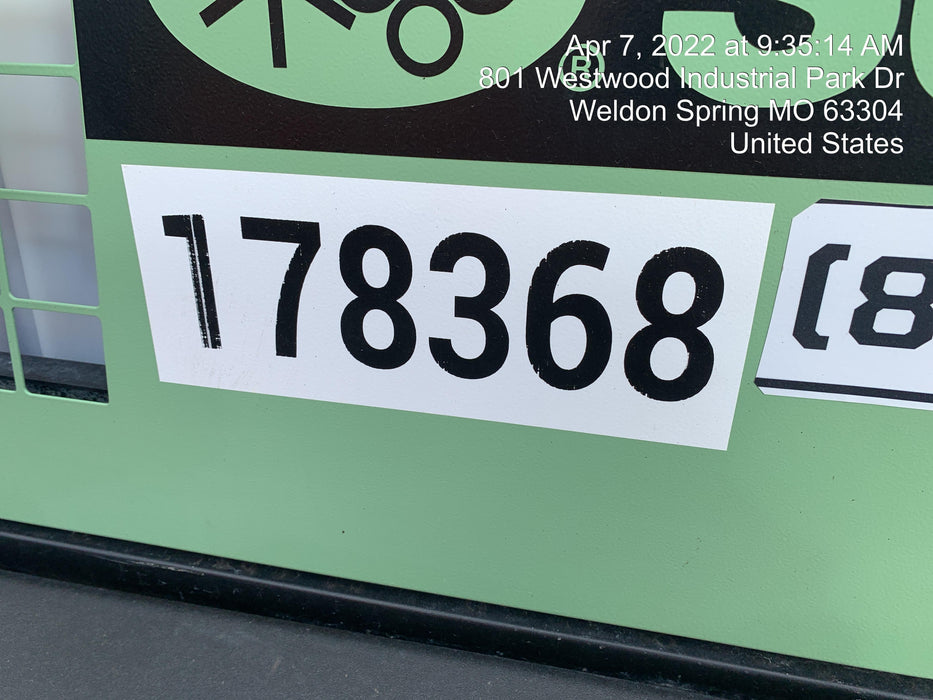 Apr 7, 2022 at 9:35:14 AM
801 Westwood Industrial Park Dr
Weldon Spring MO 63304
United States
®
178368
(8